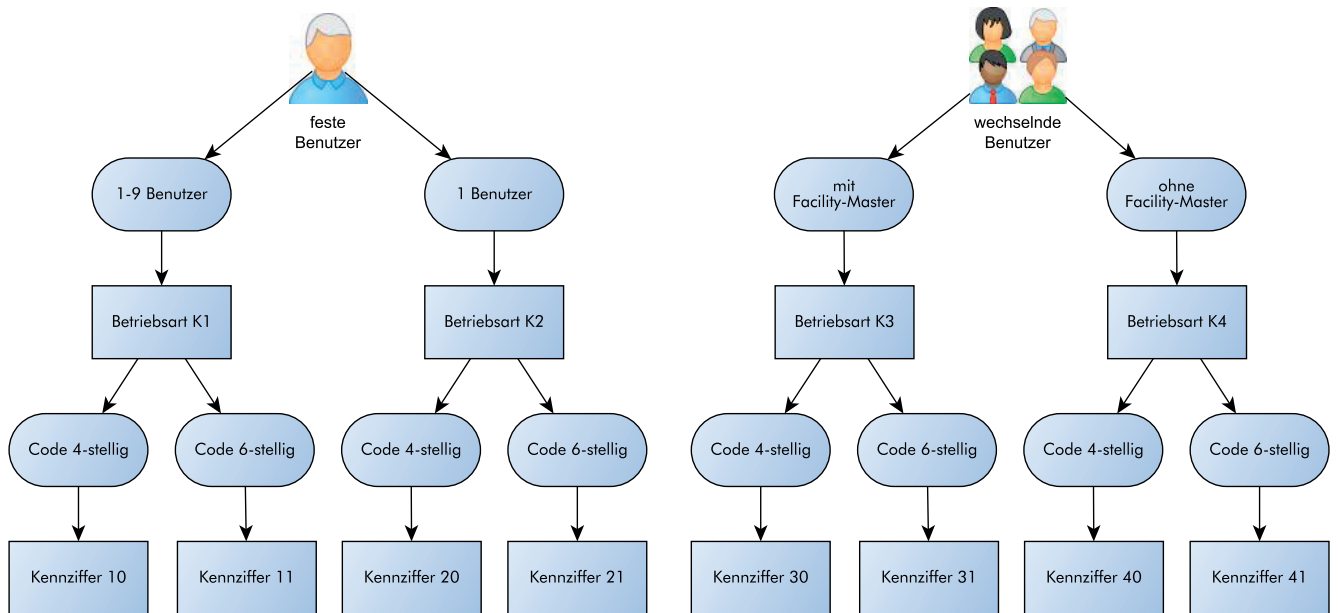 feste
Benutzer
wechselnde
Benutzer
1-9 Benutzer
1 Benutzer
mit
Facility-Master
ohne
Facility-Master
Betriebsart K1
Betriebsart K2
Betriebsart K3
Betriebsart K4
Code 4-stellig
Code 6-stellig
Code 4-stellig
Code 6-stellig
Code 4-stellig
Code 6-stellig
Code 4-stellig
Code 6-stellig
Kennziffer 10
Kennziffer 11
Kennziffer 20
Kennziffer 21
Kennziffer 30
Kennziffer 31
Kennziffer 40
Kennziffer 41